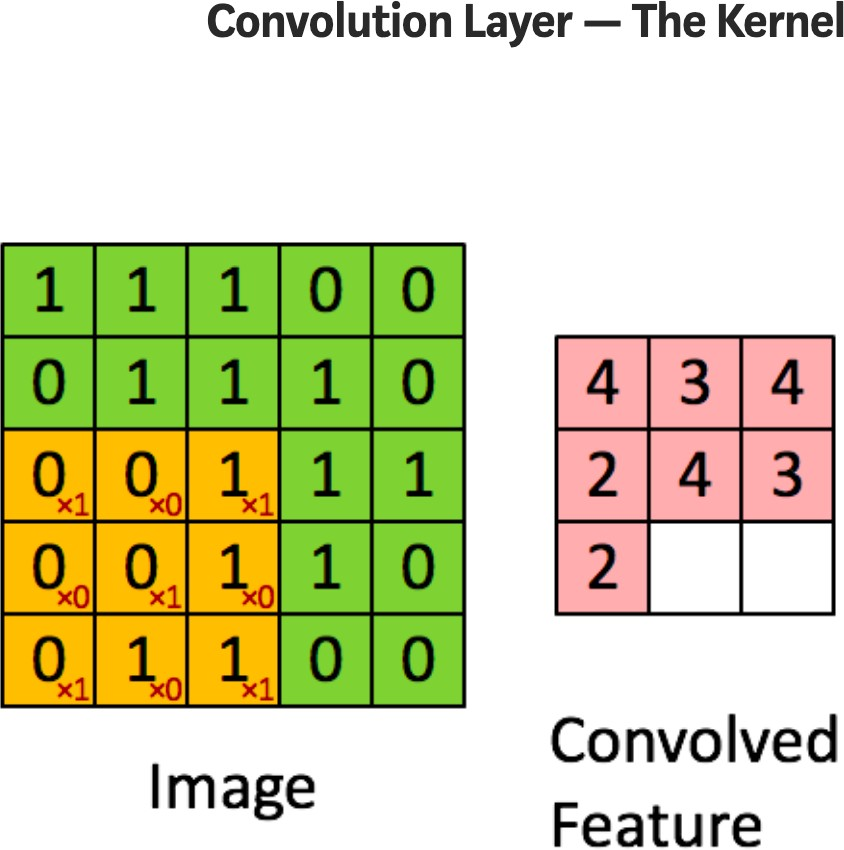 Convolution Layer — The Kernel
1 1 1 0 0
0 1 1 1 0
4 3 4
0×1 0×0 1×1 1 1
2 4 3
0×0 0×1 1×0 1 0
2
0×1 1×0 1×1 0 0
Image
Convolved
Feature